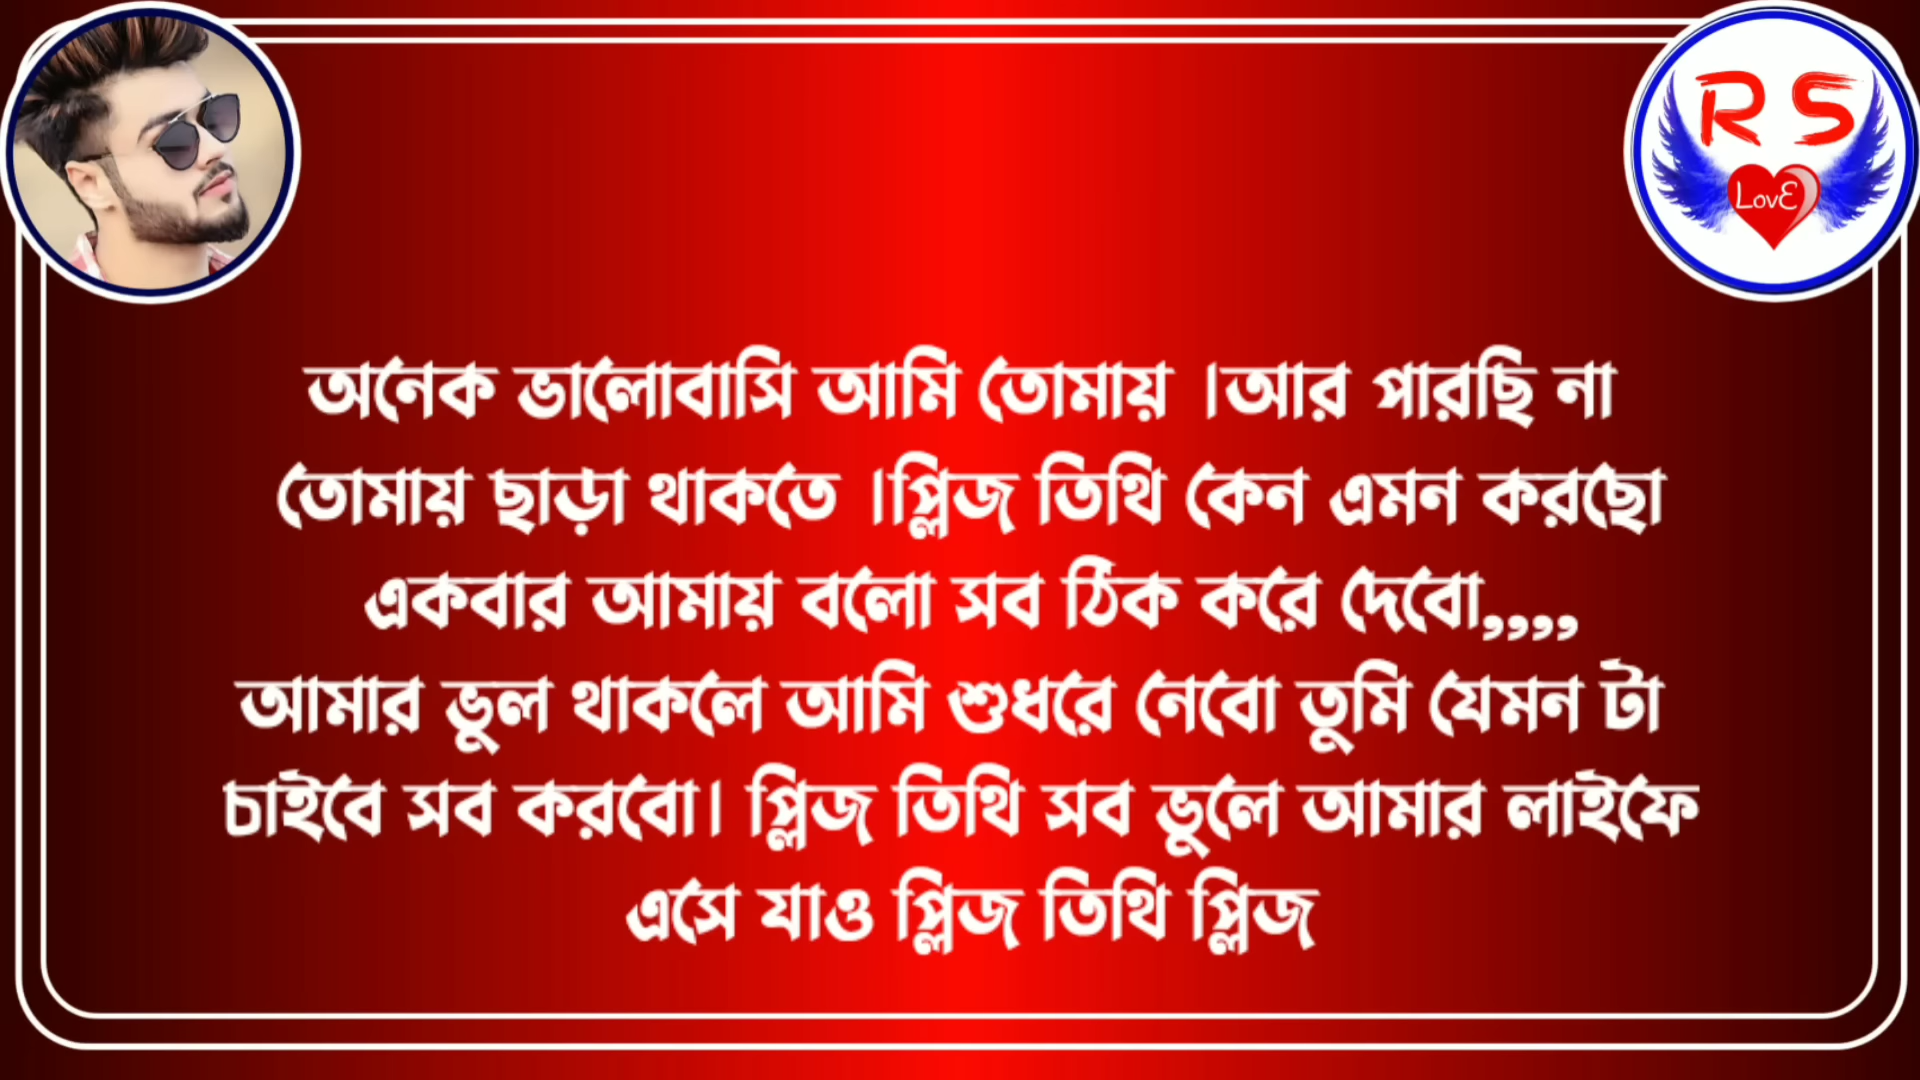 R S
LovE
অনেক ভালোবাসি আমি তোমায় ।আর পারছি না
তোমায় ছাড়া থাকতে ।প্লিজ তিথি কেন এমন করছো
একবার আমায় বলো সব ঠিক করে দেবো,,,,
আমার ভুল থাকলে আমি শুধরে নেবো তুমি যেমন টা
চাইবে সব করবো। প্লিজ তিথি সব ভুলে আমার লাইফে
এসে যাও প্লিজ তিথি প্লিজ